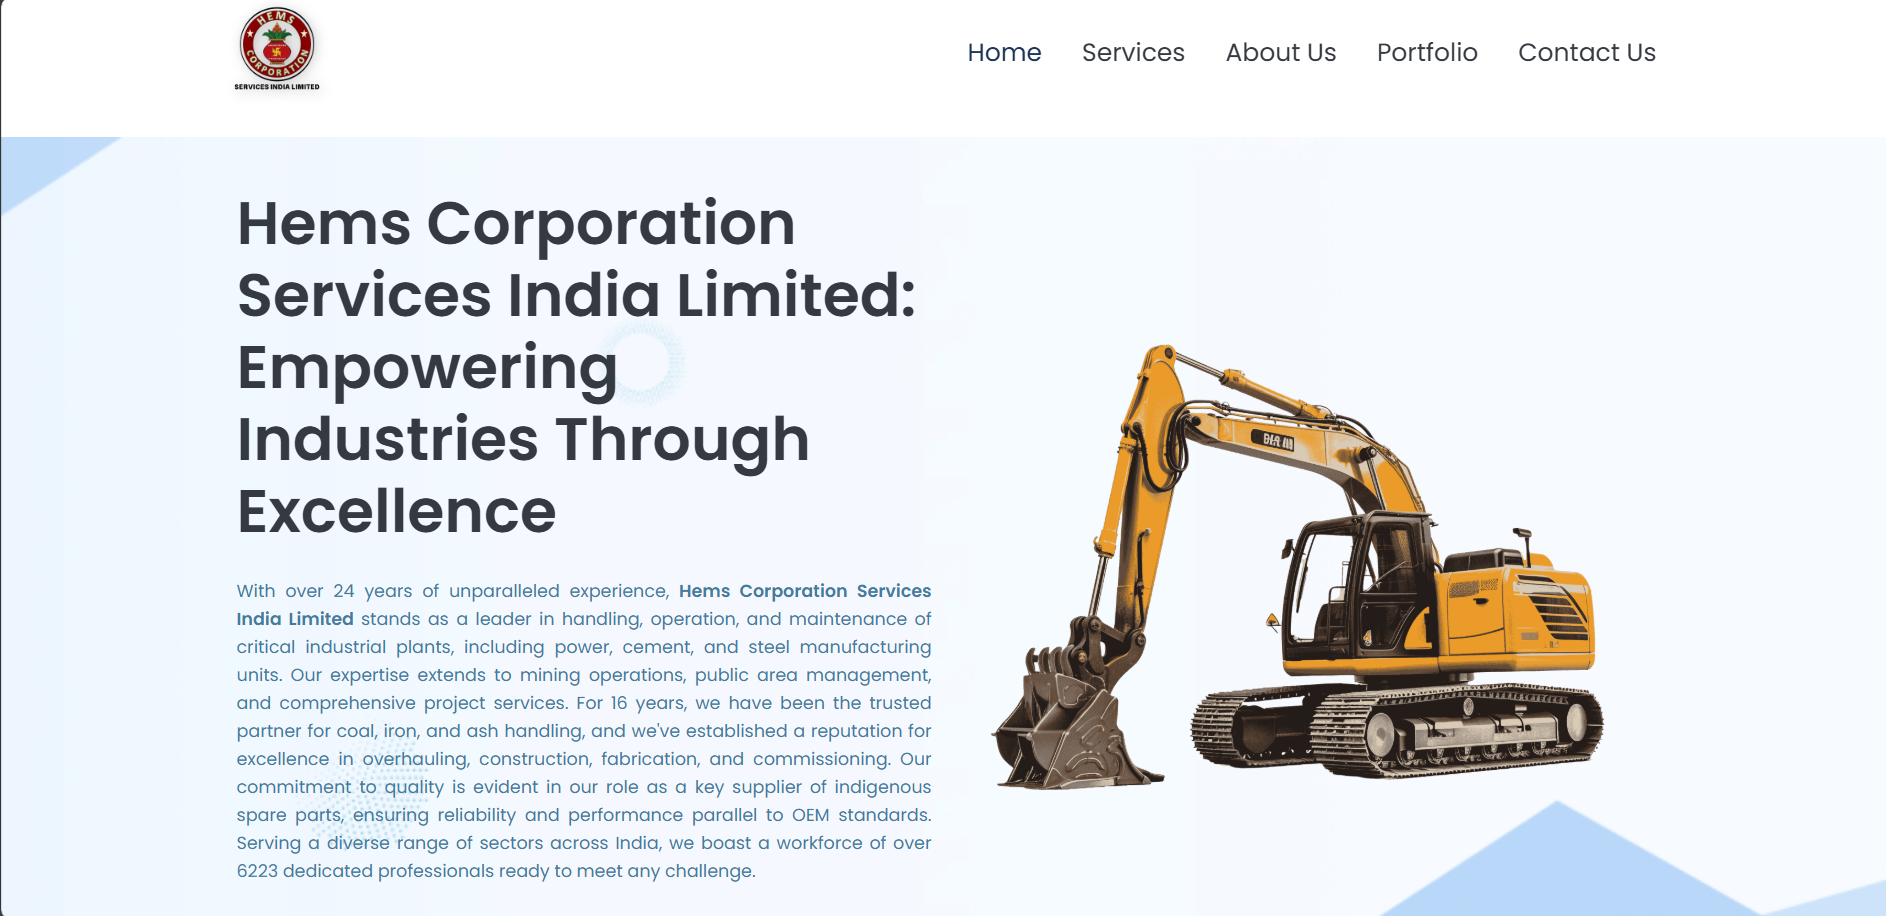 HEMS
CORPORATION
SERVICES INDIA LIMITED
Home Services About Us Portfolio Contact Us
Hems Corporation
Services India Limited:
Empowering
Industries Through
Excellence
With over 24 years of unparalleled experience, Hems Corporation Services
India Limited stands as a leader in handling, operation, and maintenance of
critical industrial plants, including power, cement, and steel manufacturing
units. Our expertise extends to mining operations, public area management,
and comprehensive project services. For 16 years, we have been the trusted
partner for coal, iron, and ash handling, and we've established a reputation for
excellence in overhauling, construction, fabrication, and commissioning. Our
commitment to quality is evident in our role as a key supplier of indigenous
spare parts, ensuring reliability and performance parallel to OEM standards.
Serving a diverse range of sectors across India, we boast a workforce of over
6223 dedicated professionals ready to meet any challenge.